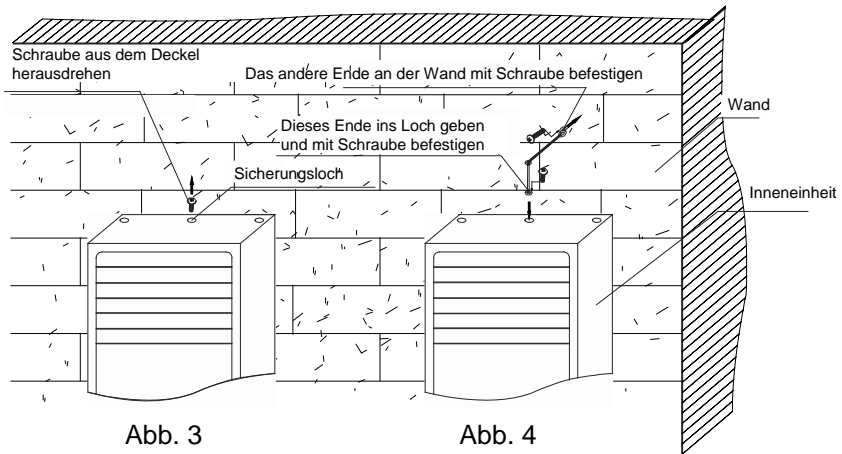 Schraube aus dem Deckel
herausdrehen
Das andere Ende an der Wand mit Schraube befestigen
Wand
Dieses Ende ins Loch geben
und mit Schraube befestigen
Sicherungsloch
Inneneinheit
Abb. 3
Abb. 4